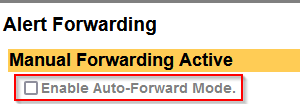 Alert Forwarding
Manual Forwarding Active
Enable Auto-Forward Mode.